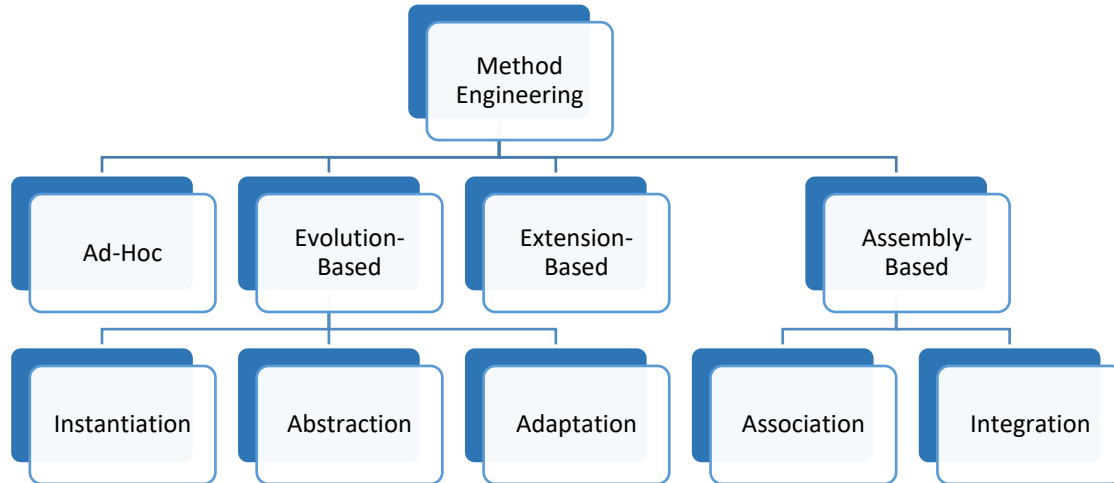 Method
Engineering
Ad-Hoc
Evolution-
Based
Extension-
Based
Assembly-
Based
Instantiation
Abstraction
Adaptation
Association
Integration